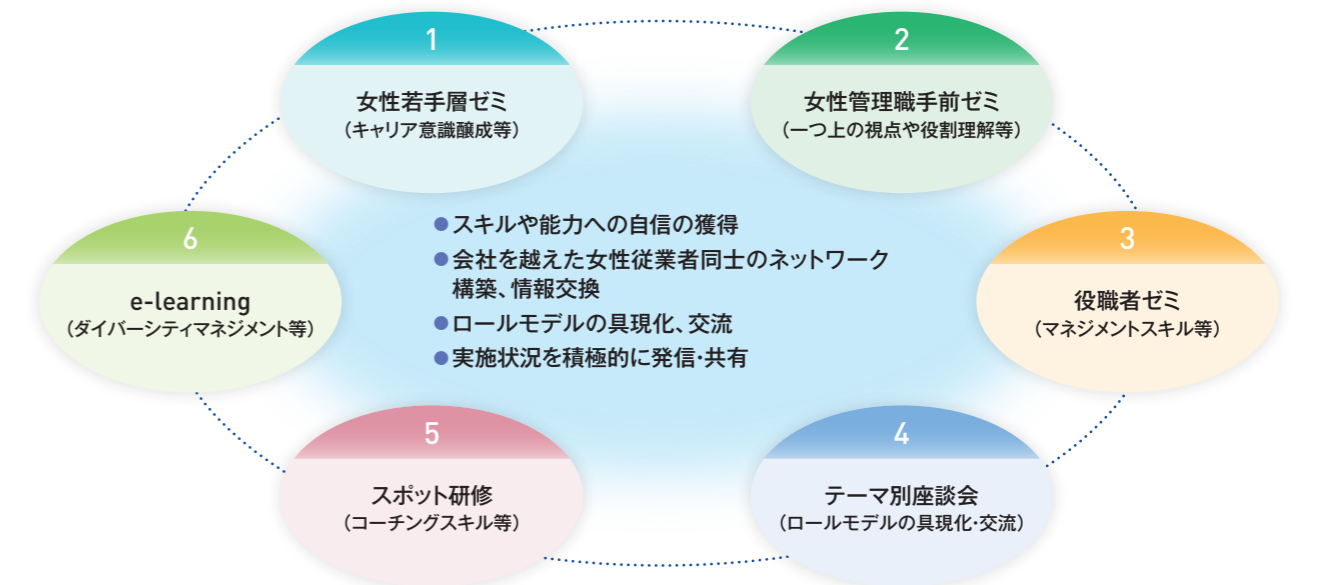 1
女性若手層ゼミ
（キャリア意識醸成等）
2
女性管理職手前ゼミ
（一つ上の視点や役割理解等）
3
役職者ゼミ
（マネジメントスキル等）
4
テーマ別座談会
（ロールモデルの具現化・交流）
5
スポット研修
（コーチングスキル等）
6
e-learning
（ダイバーシティマネジメント等）
●スキルや能力への自信の獲得
●会社を越えた女性従業者同士のネットワーク
構築、情報交換
●ロールモデルの具現化、交流
●実施状況を積極的に発信・共有